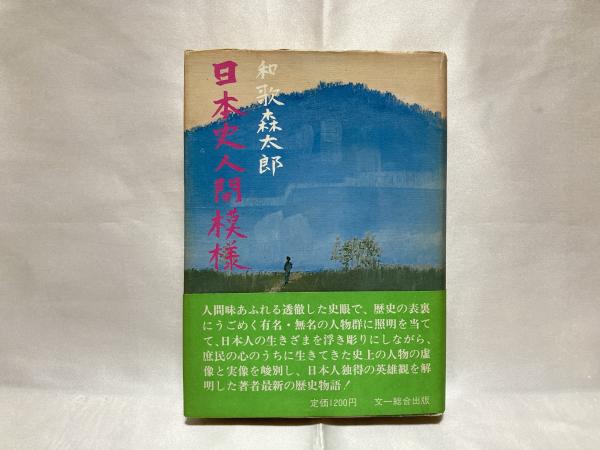 日本史人間模様
和歌森太郎
人間味あふれる透徹した史眼で、歴史の表裏
にうごめく有名・無名の人物群に照明を当て
て、日本人の生きざまを浮き彫りにしながら、
庶民の心のうちに生きてきた史上の人物の虚
像と実像を峻別し、日本人独得の英雄観を解
明した著者最新の歴史物語！
定価1200円 文一総合出版